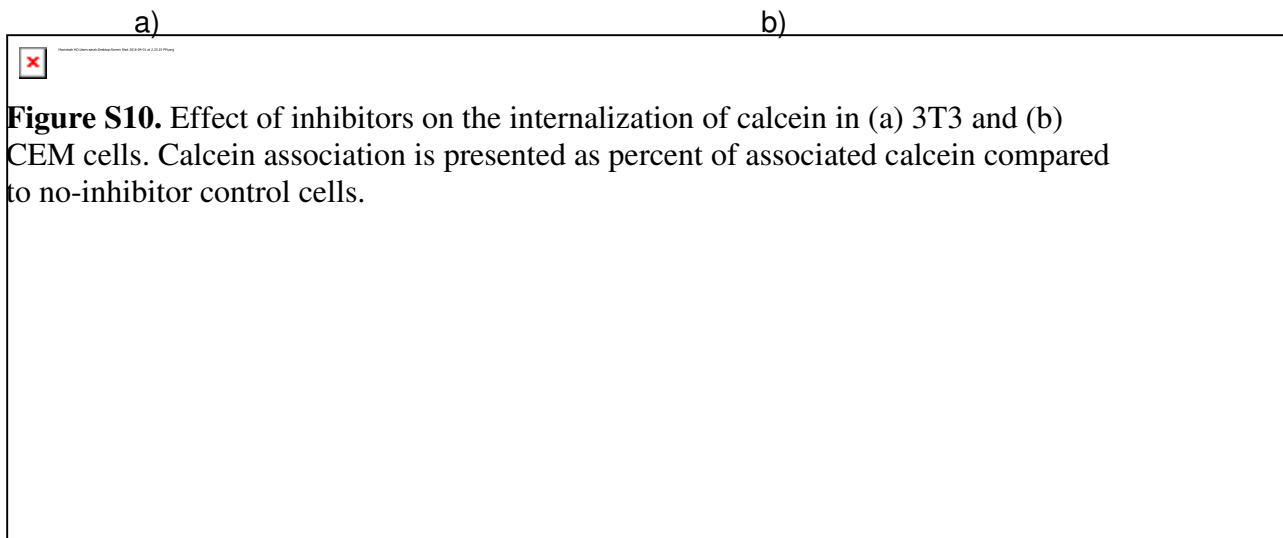 a) b)
Figure S10. Effect of inhibitors on the internalization of calcein in (a) 3T3 and (b)
CEM cells. Calcein association is presented as percent of associated calcein compared
to no-inhibitor control cells.